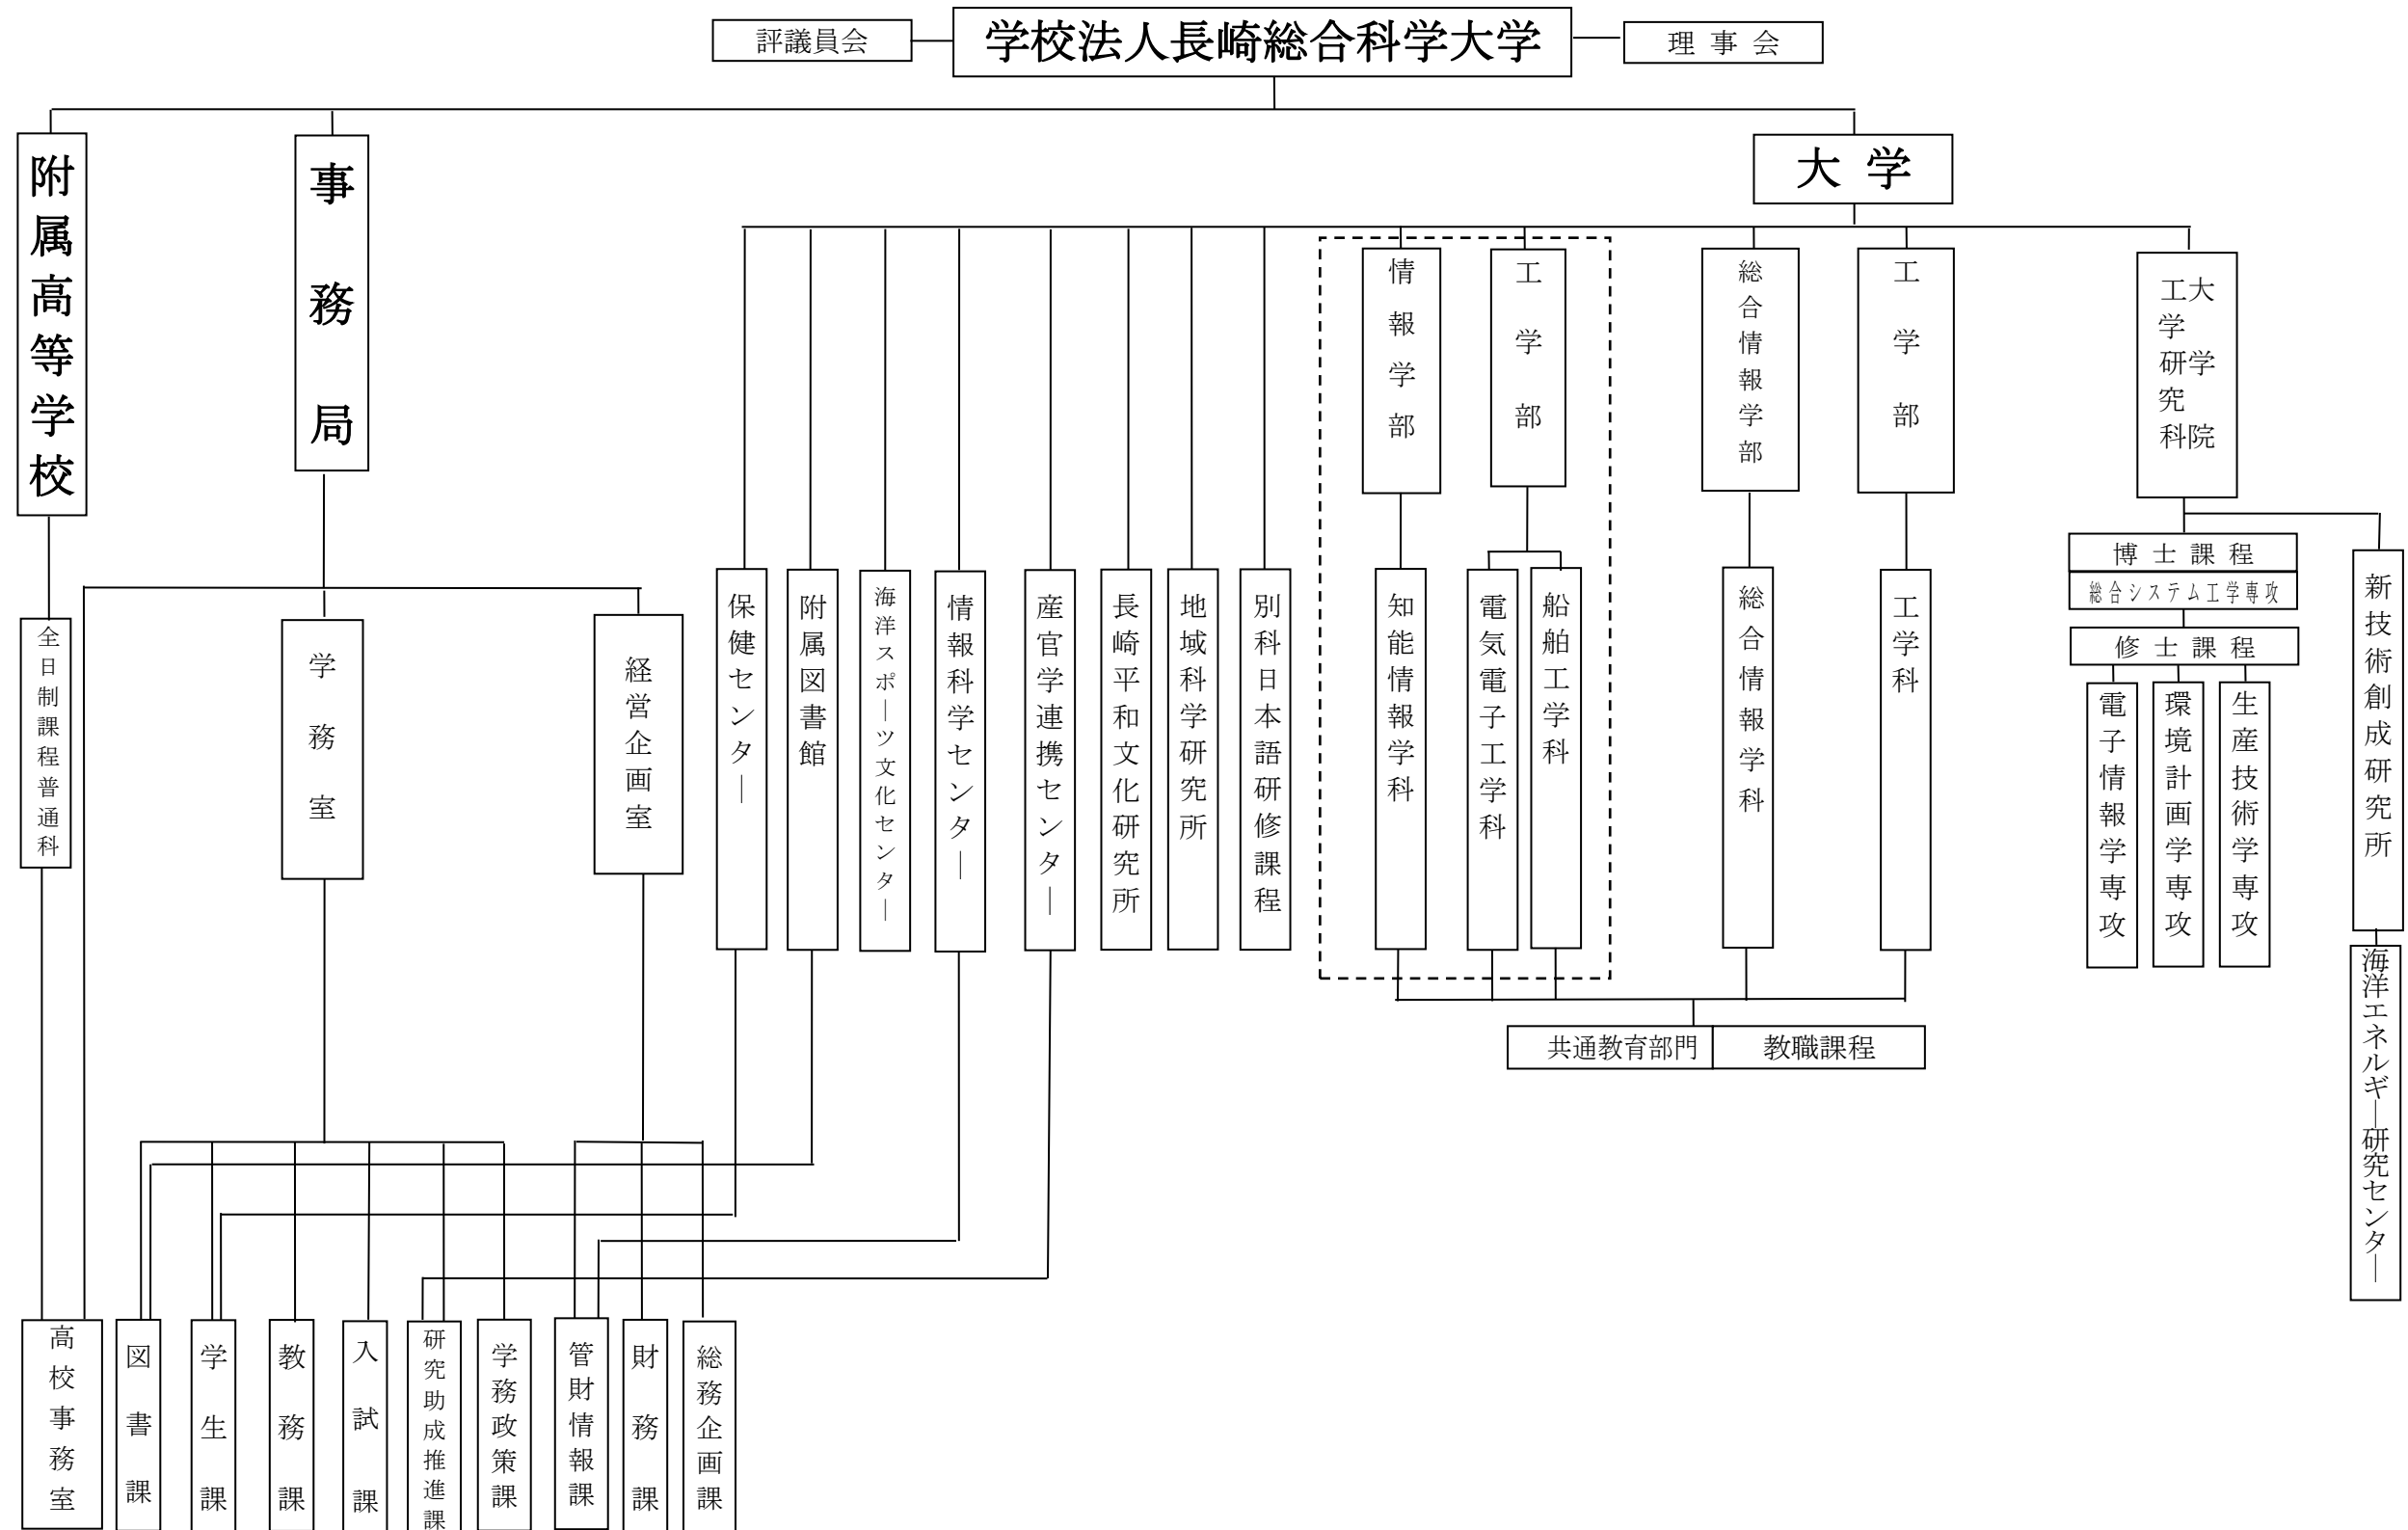 評議員会
学校法人長崎総合科学大学
理事会
附属高等学校
事務局
大学
情報学部
工学部
総合情報学部
工学部
大学院
工学研究科
博士課程
総合システム工学専攻
修士課程
電子情報学専攻
環境計画学専攻
生産技術学専攻
新技術創成研究所
海洋エネルギー研究センター
全日制課程普通科
学務室
経営企画室
保健センター
附属図書館
海洋スポーツ文化センター
情報科学センター
産官学連携センター
長崎平和文化研究所
地域科学研究所
別科日本語研修課程
知能情報学科
電気電子工学科
船舶工学科
総合情報学科
工学科
共通教育部門
教職課程
高校事務室
図書課
学生課
教務課
入試課
研究助成推進課
学務政策課
管財情報課
財務課
総務企画課